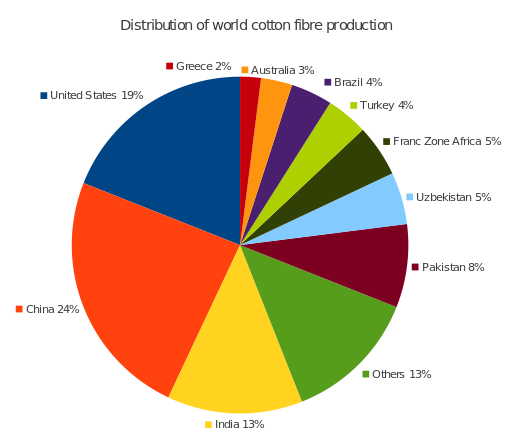 Distribution of world cotton fibre production
Greece 2%
Australia 3%
Brazil 4%
United States 19%
Turkey 4%
Franc Zone Africa 5%
Uzbekistan 5%
Pakistan 8%
China 24%
Others 13%
India 13%